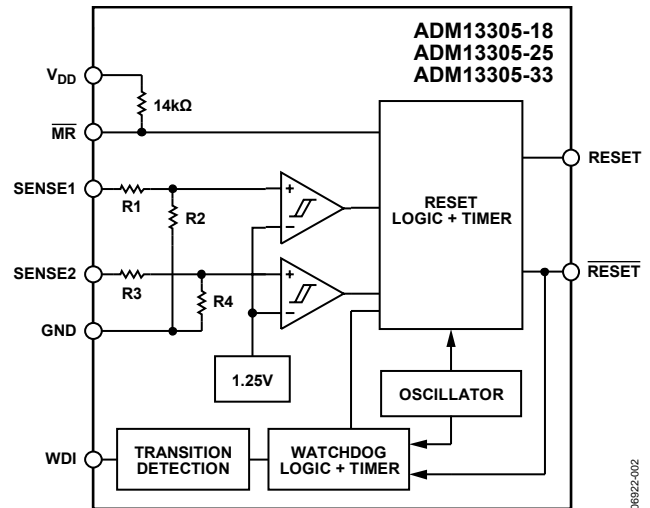 ADM13305-18
ADM13305-25
ADM13305-33
VDD
14kΩ
MR
SENSE1
R1
R2
SENSE2
R3
R4
GND
+
–
+
–
1.25V
RESET
LOGIC + TIMER
RESET
RESET
OSCILLATOR
WDI
TRANSITION
DETECTION
WATCHDOG
LOGIC + TIMER
06922-002